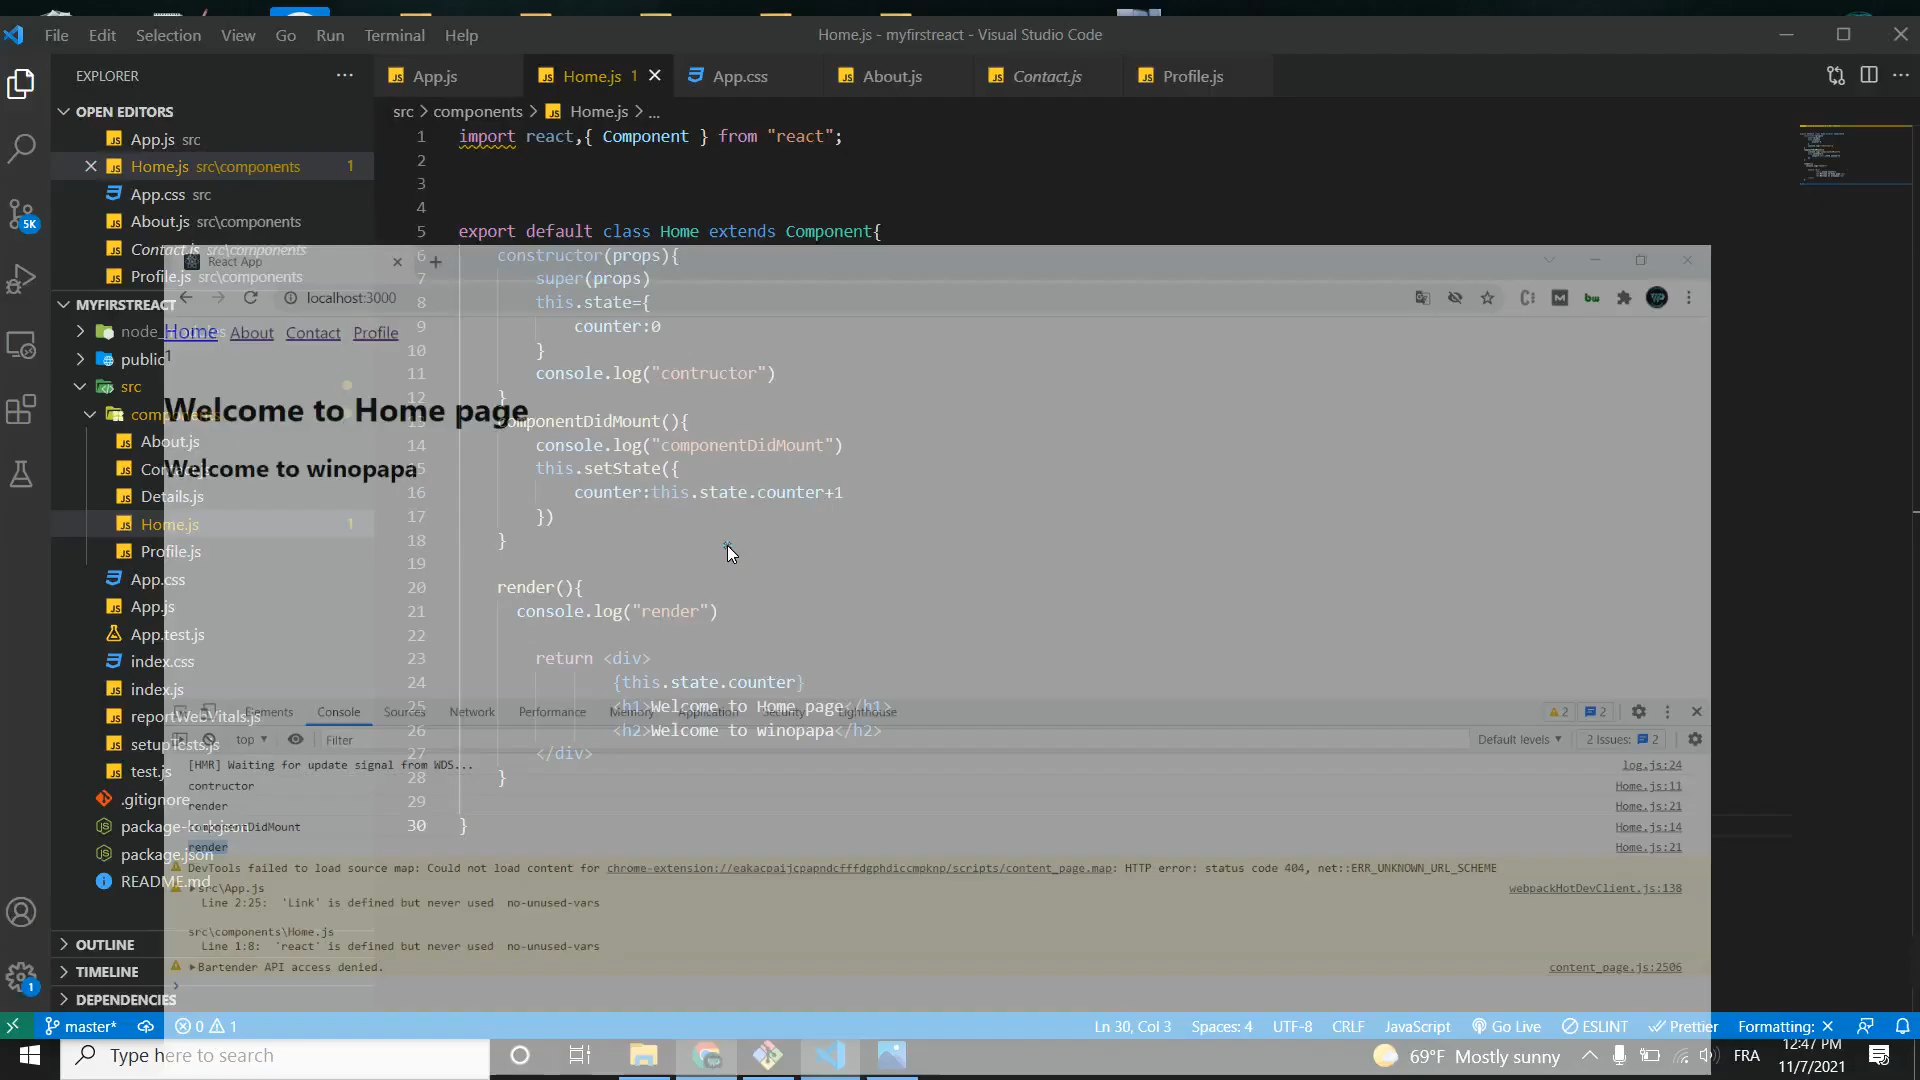 File Edit Selection View Go Run Terminal Help
Home.js - myfirstreact - Visual Studio Code
EXPLORER
App.js
Home.js 1
App.css
About.js
Contact.js
Profile.js
OPEN EDITORS
App.js src
Home.js src\components 1
App.css src
About.js src\components
Contact.js src\components
Profile.js src\components
MYFIRSTREACT
public
src
About.js
Details.js
Home.js 1
Profile.js
App.css
App.js
App.test.js
index.css
index.js
reportWebVitals.js
setupTests.js
test.js
.gitignore
package-lock.json
package.json
README.md
OUTLINE
TIMELINE
DEPENDENCIES
5K
src > components > Home.js > ...
1 import react,{ Component } from "react";
2
3
4
5 export default class Home extends Component{
6 constructor(props){
7 super(props)
8 this.state={
9 counter:0
10 }
11 console.log("contructor")
12 }
13 componentDidMount(){
14 console.log("componentDidMount")
15 this.setState({
16 counter:this.state.counter+1
17 })
18 }
19
20 render(){
21 console.log("render")
22
23 return <div>
24 {this.state.counter}
25 <h1>Welcome to Home page</h1>
26 <h2>Welcome to winopapa</h2>
27 </div>
28 }
29
30 }
React App
localhost:3000
Home About Contact Profile
1
Welcome to Home page
Welcome to winopapa
Elements Console Sources Network Performance Memory Application Security Lighthouse
2 2
top Filter
Default levels 2 Issues: 2
[HMR] Waiting for update signal from WDS... log.js:24
contructor Home.js:11
render Home.js:21
componentDidMount Home.js:14
render Home.js:21
DevTools failed to load source map: Could not load content for chrome-extension://eakacpaijcpapndcfffdgphdiccmpknp/scripts/content_page.map: HTTP error: status code 404, net::ERR_UNKNOWN_URL_SCHEME
src\App.js webpackHotDevClient.js:138
Line 2:25: 'Link' is defined but never used no-unused-vars
src\components\Home.js
Line 1:8: 'react' is defined but never used no-unused-vars
Bartender API access denied. content_page.js:2506
1
master* 0 1
Ln 30, Col 3 Spaces: 4 UTF-8 CRLF JavaScript Go Live ESLINT Prettier Formatting: ×
Type here to search
69°F Mostly sunny
FRA
12:47 PM
11/7/2021